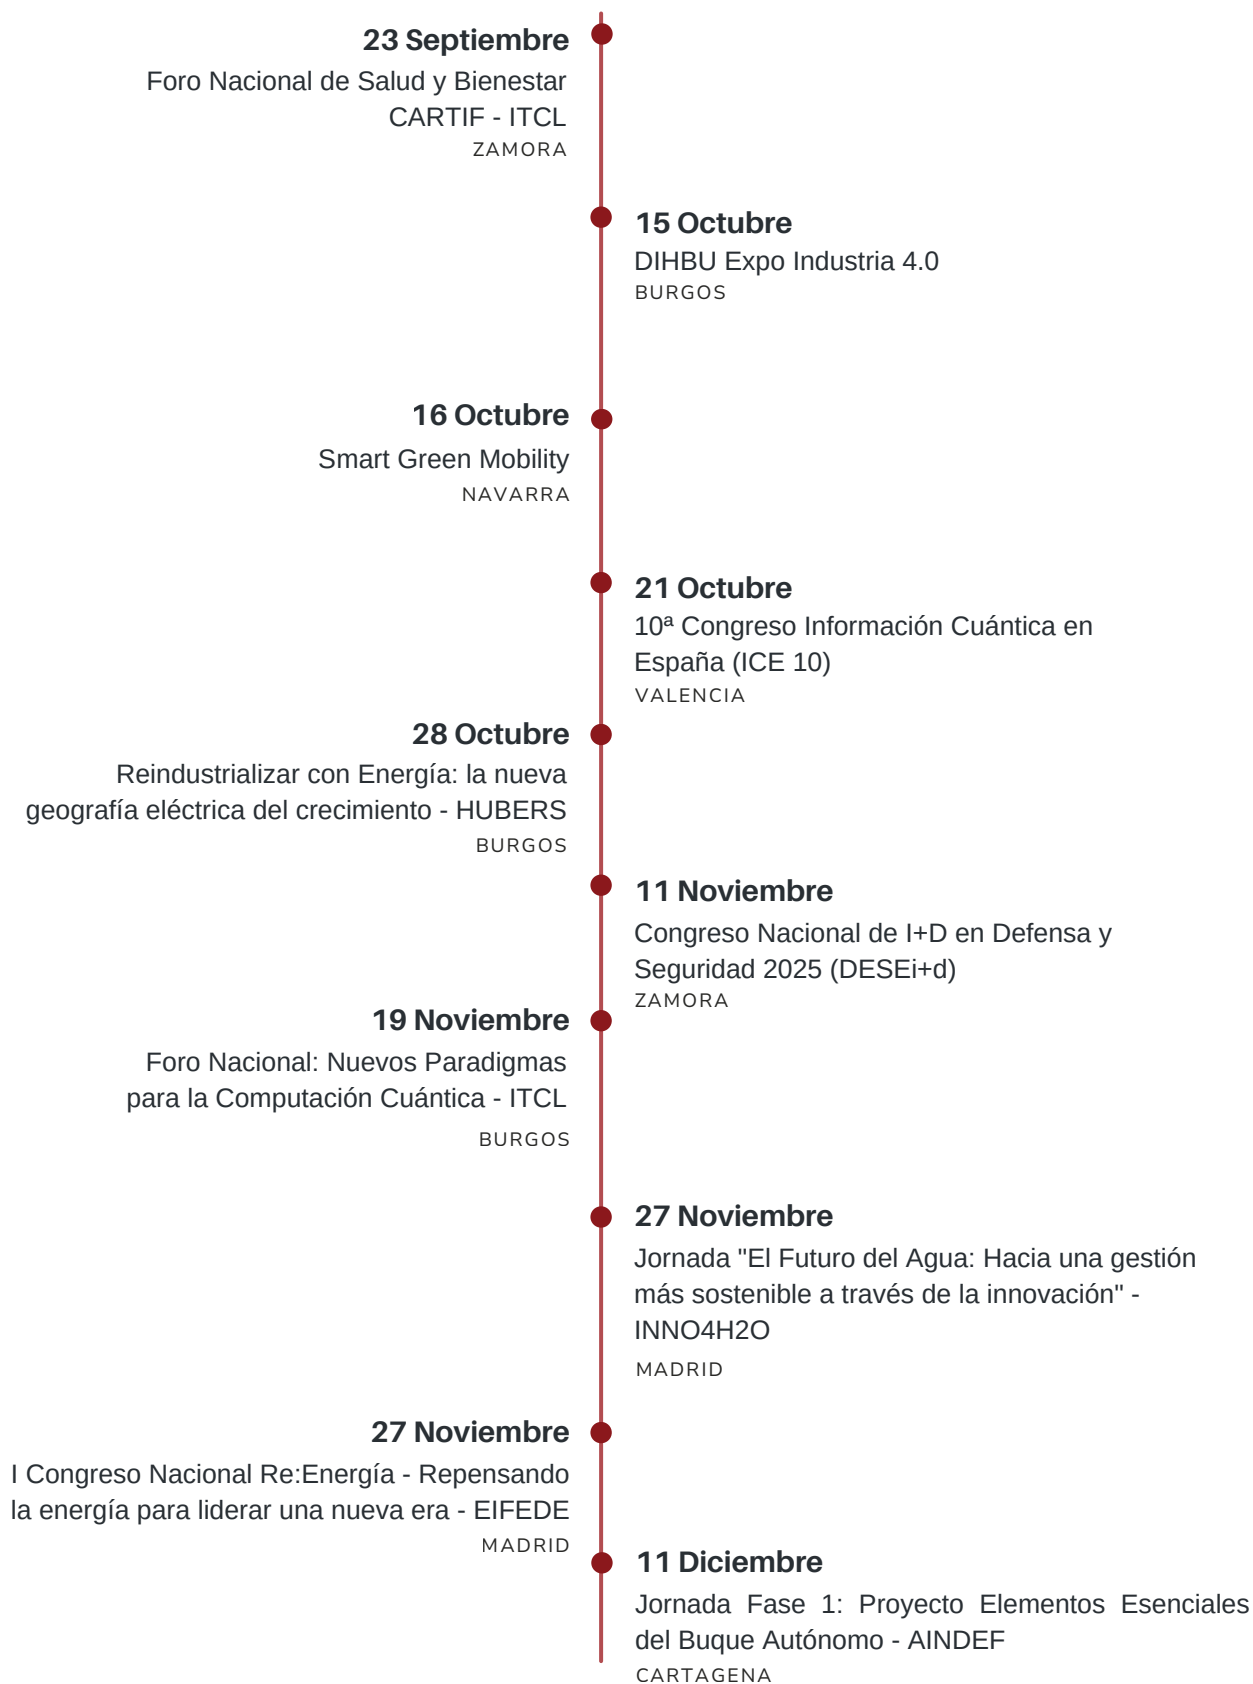 23 Septiembre
Foro Nacional de Salud y Bienestar
CARTIF - ITCL
ZAMORA
15 Octubre
DIHBU Expo Industria 4.0
BURGOS
16 Octubre
Smart Green Mobility
NAVARRA
21 Octubre
10ª Congreso Información Cuántica en
España (ICE 10)
VALENCIA
28 Octubre
Reindustrializar con Energía: la nueva
geografía eléctrica del crecimiento - HUBERS
BURGOS
11 Noviembre
Congreso Nacional de I+D en Defensa y
Seguridad 2025 (DESEi+d)
ZAMORA
19 Noviembre
Foro Nacional: Nuevos Paradigmas
para la Computación Cuántica - ITCL
BURGOS
27 Noviembre
Jornada "El Futuro del Agua: Hacia una gestión
más sostenible a través de la innovación" -
INNO4H2O
MADRID
27 Noviembre
I Congreso Nacional Re:Energía - Repensando
la energía para liderar una nueva era - EIFEDE
MADRID
11 Diciembre
Jornada Fase 1: Proyecto Elementos Esenciales
del Buque Autónomo - AINDEF
CARTAGENA